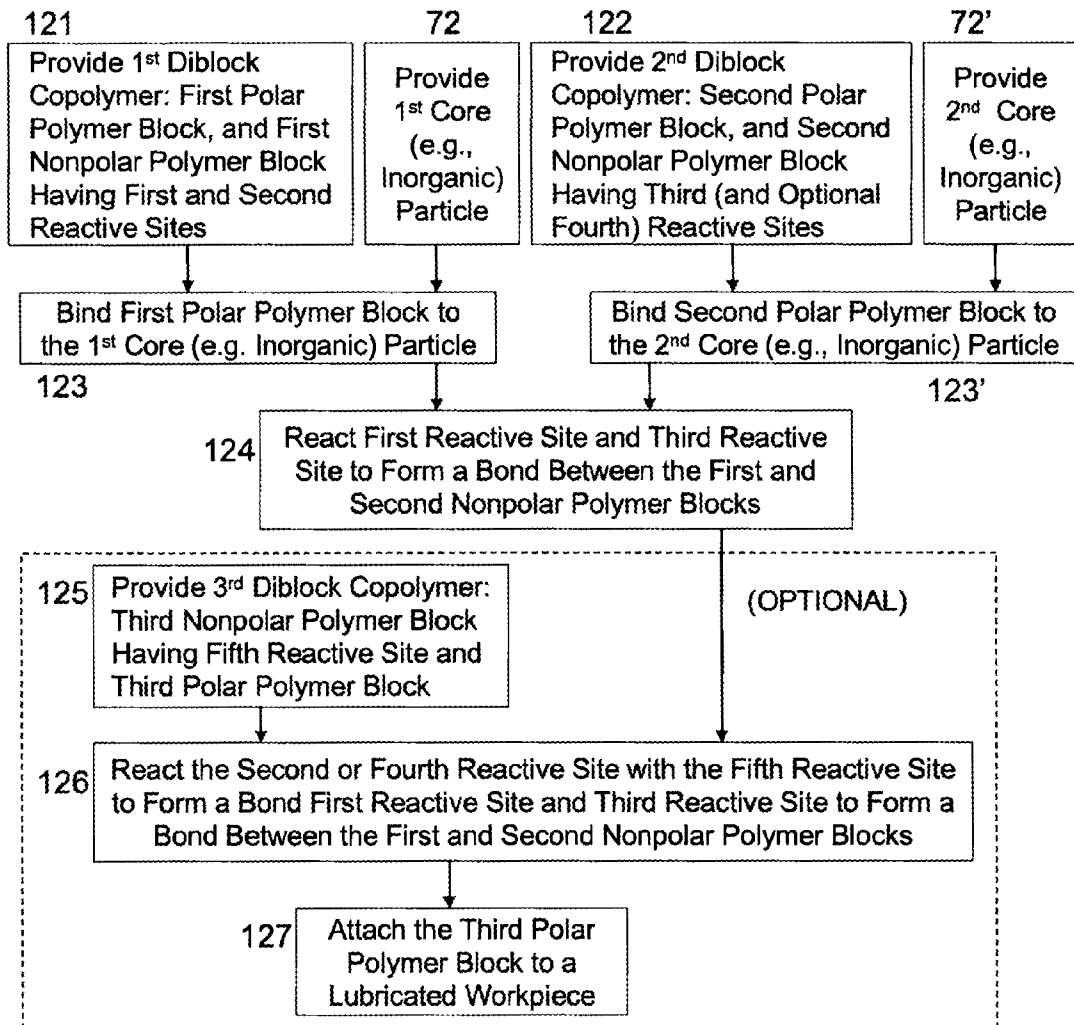 121
Provide 1st Diblock
Copolymer: First Polar
Polymer Block, and First
Nonpolar Polymer Block
Having First and Second
Reactive Sites
72
Provide
1st Core
(e.g.,
Inorganic)
Particle
122
Provide 2nd Diblock
Copolymer: Second Polar
Polymer Block, and Second
Nonpolar Polymer Block
Having Third (and Optional
Fourth) Reactive Sites
72'
Provide
2nd Core
(e.g.,
Inorganic)
Particle
Bind First Polar Polymer Block to
the 1st Core (e.g. Inorganic) Particle
123
Bind Second Polar Polymer Block to
the 2nd Core (e.g., Inorganic) Particle
123'
124
React First Reactive Site and Third Reactive
Site to Form a Bond Between the First and
Second Nonpolar Polymer Blocks
125
Provide 3rd Diblock Copolymer:
Third Nonpolar Polymer Block
Having Fifth Reactive Site and
Third Polar Polymer Block
(OPTIONAL)
126
React the Second or Fourth Reactive Site with the Fifth Reactive Site
to Form a Bond First Reactive Site and Third Reactive Site to Form a
Bond Between the First and Second Nonpolar Polymer Blocks
127
Attach the Third Polar
Polymer Block to a
Lubricated Workpiece